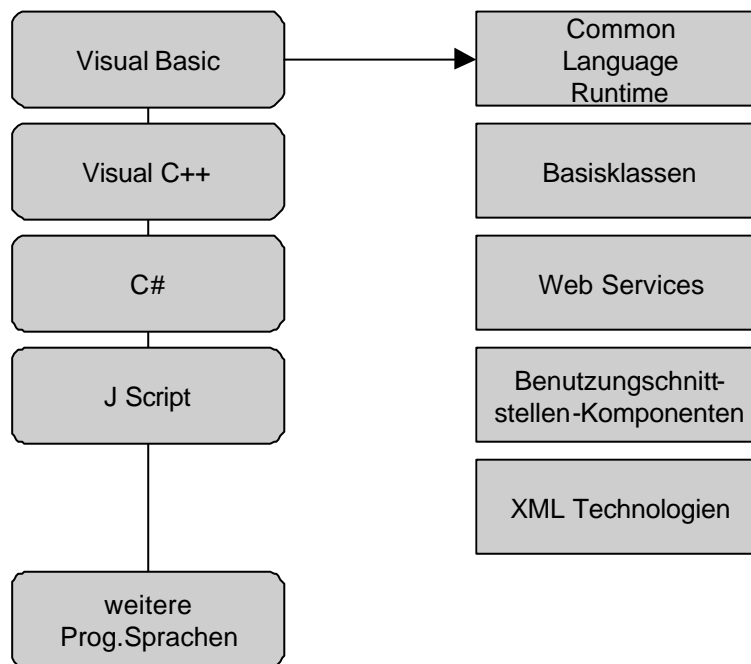 Visual Basic
Visual C++
C#
J Script
weitere
Prog.Sprachen
Common
Language
Runtime
Basisklassen
Web Services
Benutzungschnitt-
stellen-Komponenten
XML Technologien